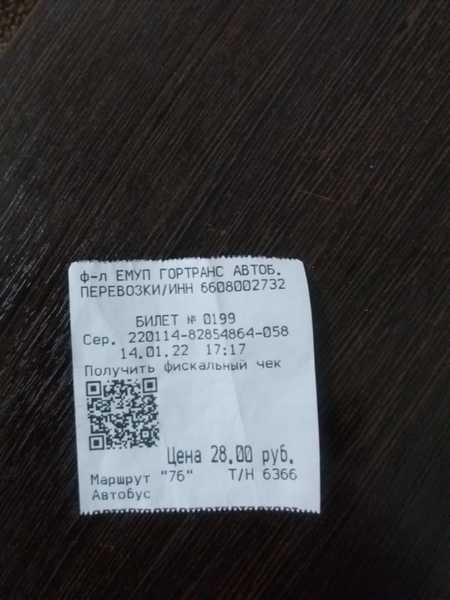 ф-л ЕМУП ГОРТРАНС АВТОБ.
ПЕРЕВОЗКИ/ИНН 6608002732
БИЛЕТ № 0199
Сер. 220114-82854864-058
14.01.22 17:17
Получить фискальный чек
Цена 28.00 руб.
Маршрут "76" Т/Н 6366
Автобус